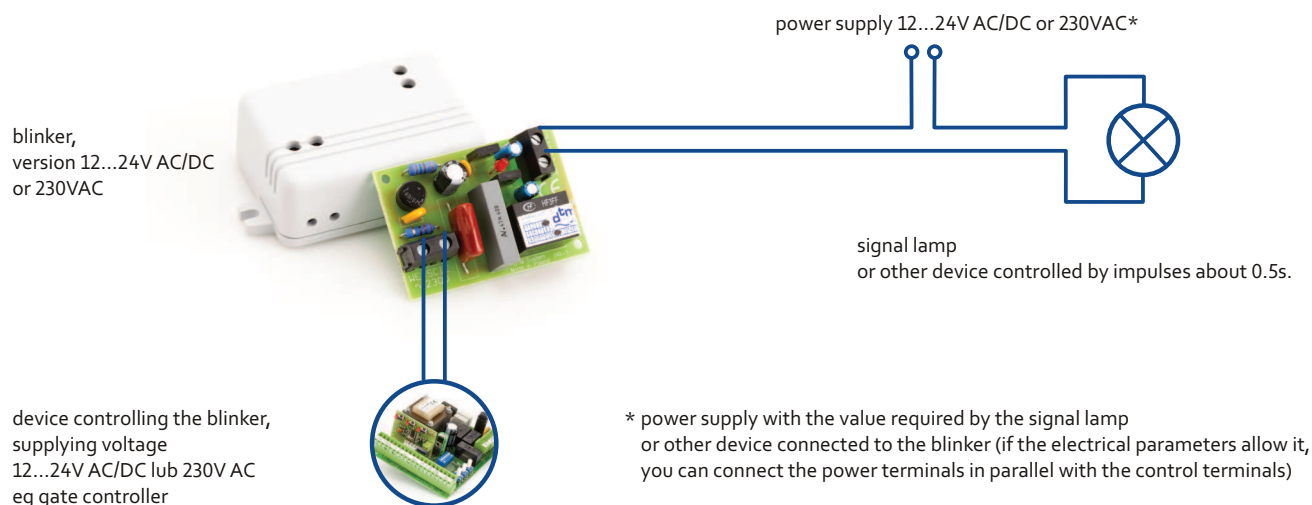 power supply 12...24V AC/DC or 230VAC*
blinker,
version 12...24V AC/DC
or 230VAC
HF3FF
signal lamp
or other device controlled by impulses about 0.5s.
device controlling the blinker,
supplying voltage
12...24V AC/DC lub 230V AC
eg gate controller
* power supply with the value required by the signal lamp
or other device connected to the blinker (if the electrical parameters allow it,
you can connect the power terminals in parallel with the control terminals)